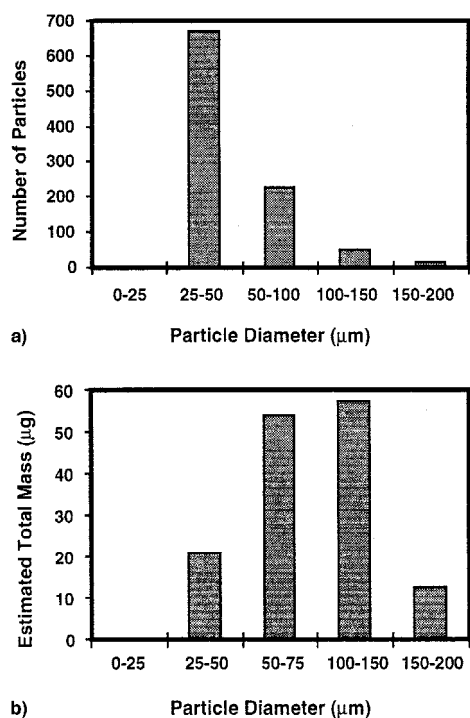 700
600
500
400
300
200
100
0
Number of Particles
0-25 25-50 50-100 100-150 150-200
a) Particle Diameter (µm)
60
50
40
30
20
10
0
Estimated Total Mass (µg)
0-25 25-50 50-75 100-150 150-200
b) Particle Diameter (µm)